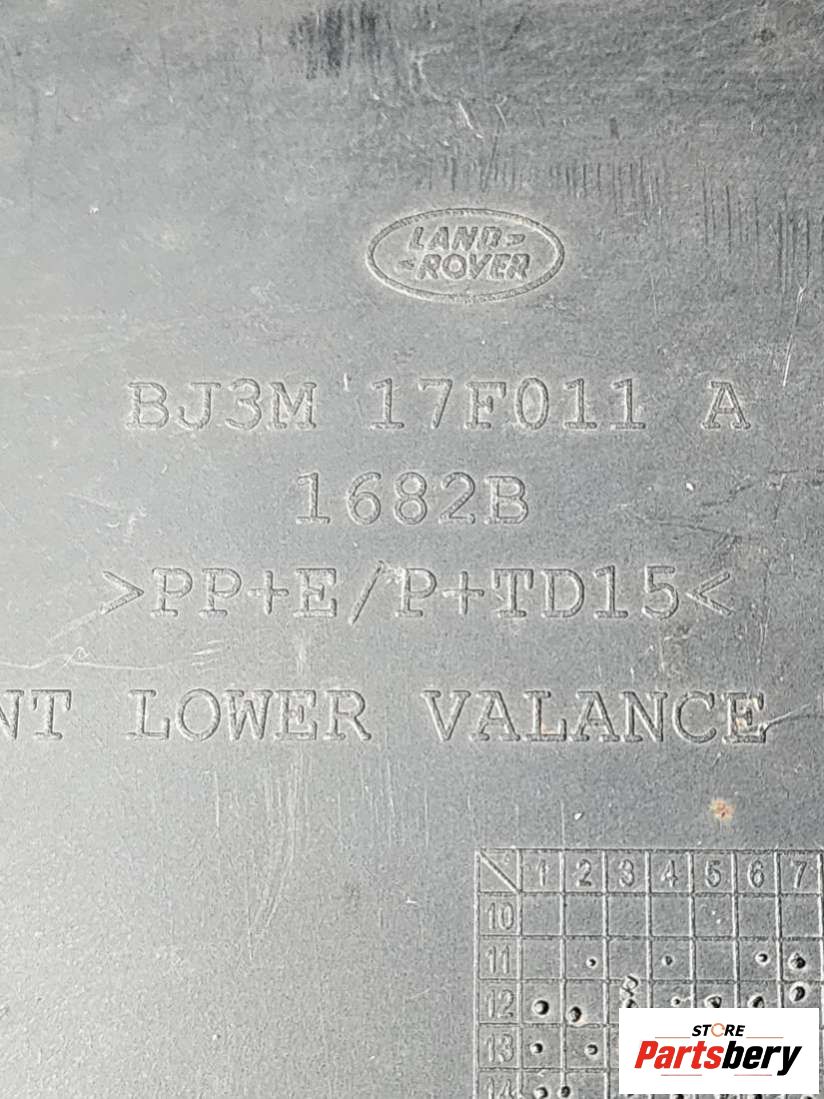 LAND
ROVER
BJ3M 17F011 A
1682B
>PP+E/P+TD15<
NT LOWER VALANCE
1 2 3 4 5 6 7
10
11
12
13
14
STORE
Partsbery